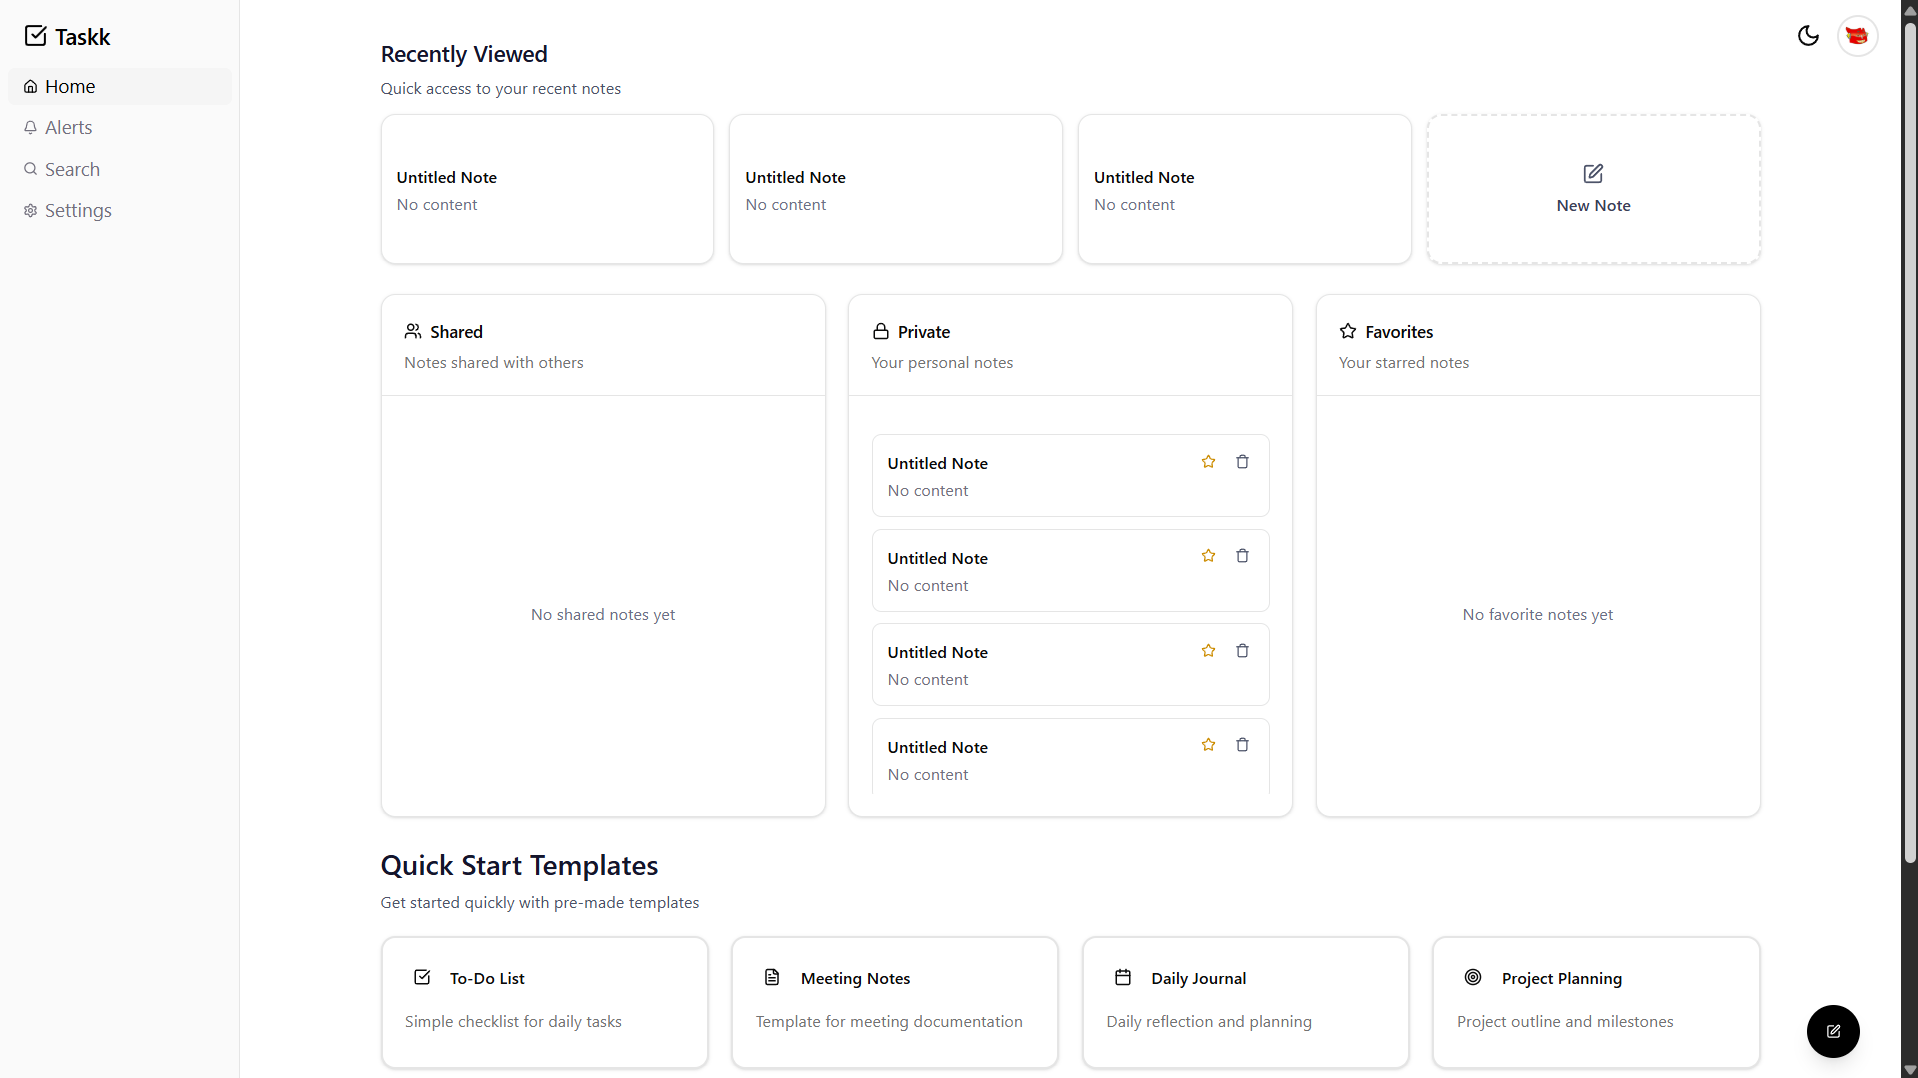 Taskk
Home
Alerts
Search
Settings
Recently Viewed
Quick access to your recent notes
Untitled Note
No content
Untitled Note
No content
Untitled Note
No content
New Note
Shared
Notes shared with others
No shared notes yet
Private
Your personal notes
Untitled Note
No content
Untitled Note
No content
Untitled Note
No content
Untitled Note
No content
Favorites
Your starred notes
No favorite notes yet
Quick Start Templates
Get started quickly with pre-made templates
To-Do List
Simple checklist for daily tasks
Meeting Notes
Template for meeting documentation
Daily Journal
Daily reflection and planning
Project Planning
Project outline and milestones